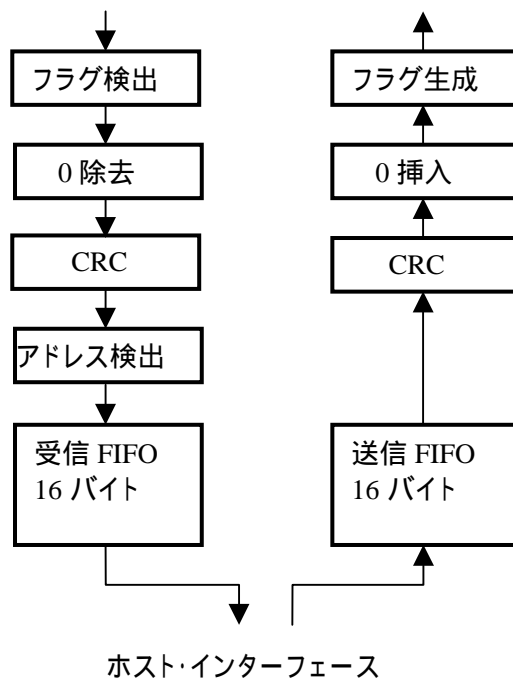 フラグ検出
0 除去
CRC
アドレス検出
受信 FIFO
16 バイト
フラグ生成
0 挿入
CRC
送信 FIFO
16 バイト
ホスト･インターフェース